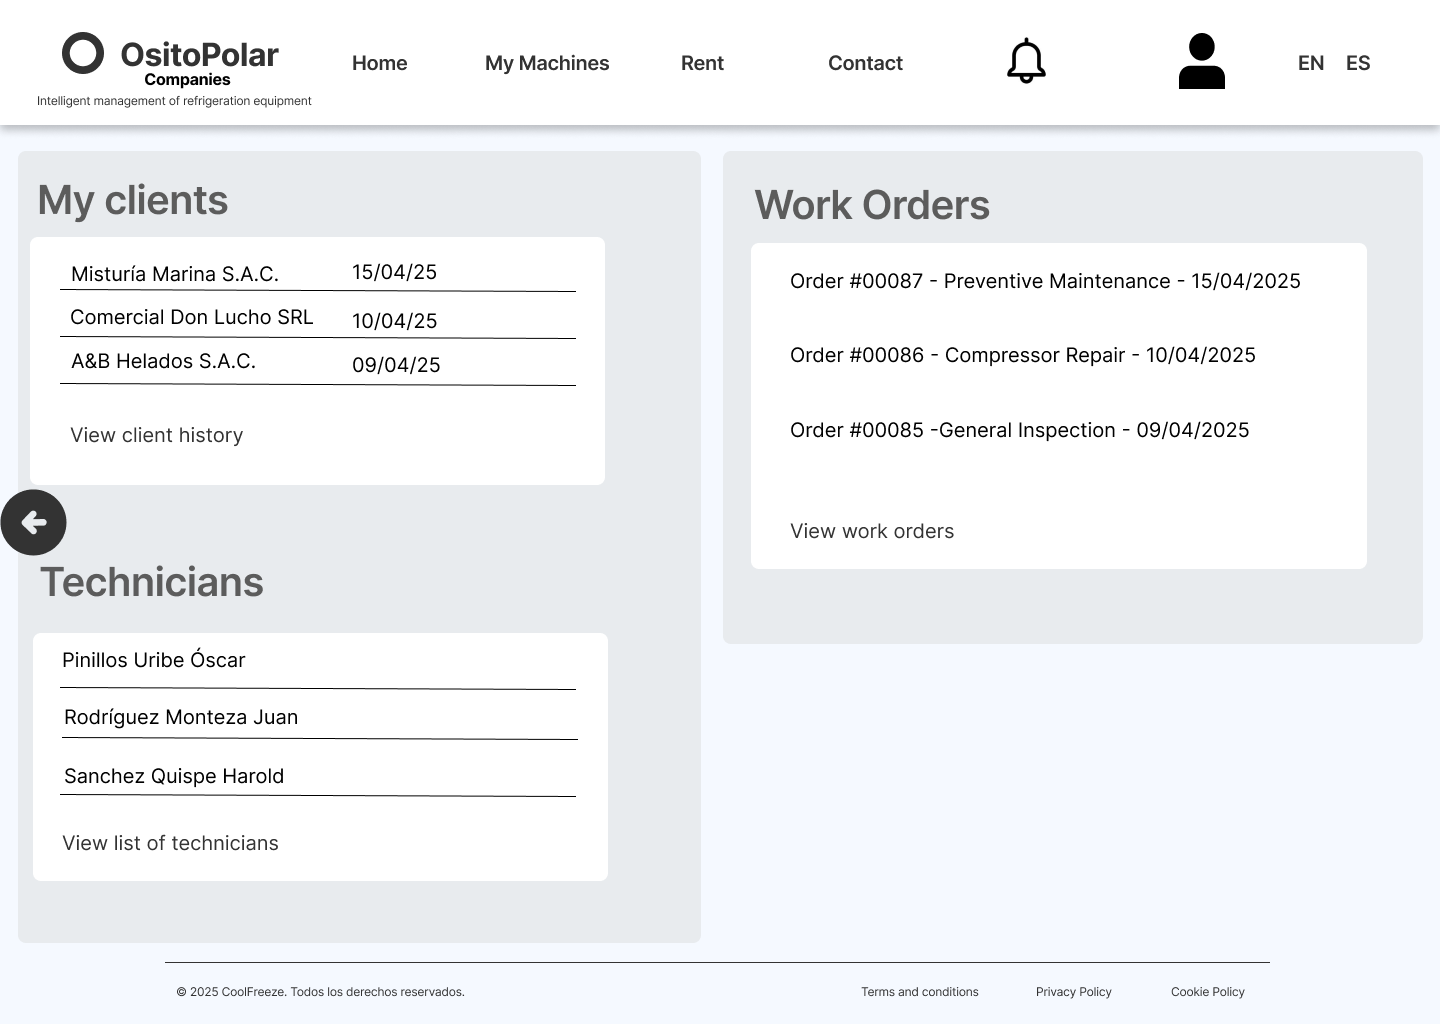 OsitoPolar
Companies
Intelligent management of refrigeration equipment
Home
My Machines
Rent
Contact
EN
ES
My clients
Misturía Marina S.A.C. 15/04/25
Comercial Don Lucho SRL 10/04/25
A&B Helados S.A.C. 09/04/25
View client history
Technicians
Pinillos Uribe Óscar
Rodríguez Monteza Juan
Sanchez Quispe Harold
View list of technicians
Work Orders
Order #00087 - Preventive Maintenance - 15/04/2025
Order #00086 - Compressor Repair - 10/04/2025
Order #00085 -General Inspection - 09/04/2025
View work orders
© 2025 CoolFreeze. Todos los derechos reservados.
Terms and conditions
Privacy Policy
Cookie Policy